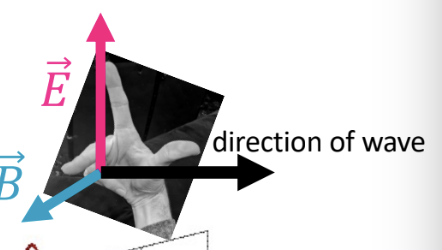 E⃗
direction of wave
B⃗